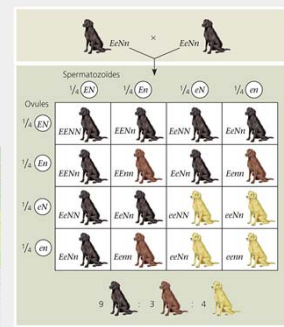 EeNn × EeNn
Spermatozoïdes
1/4 EN 1/4 En 1/4 eN 1/4 en
Ovules
1/4 EN EENN EENn EeNN EeNn
1/4 En EENn EEnn EeNn Eenn
1/4 eN EeNN EeNn eeNN eeNn
1/4 en EeNn Eenn eeNn eenn
9 : 3 : 4